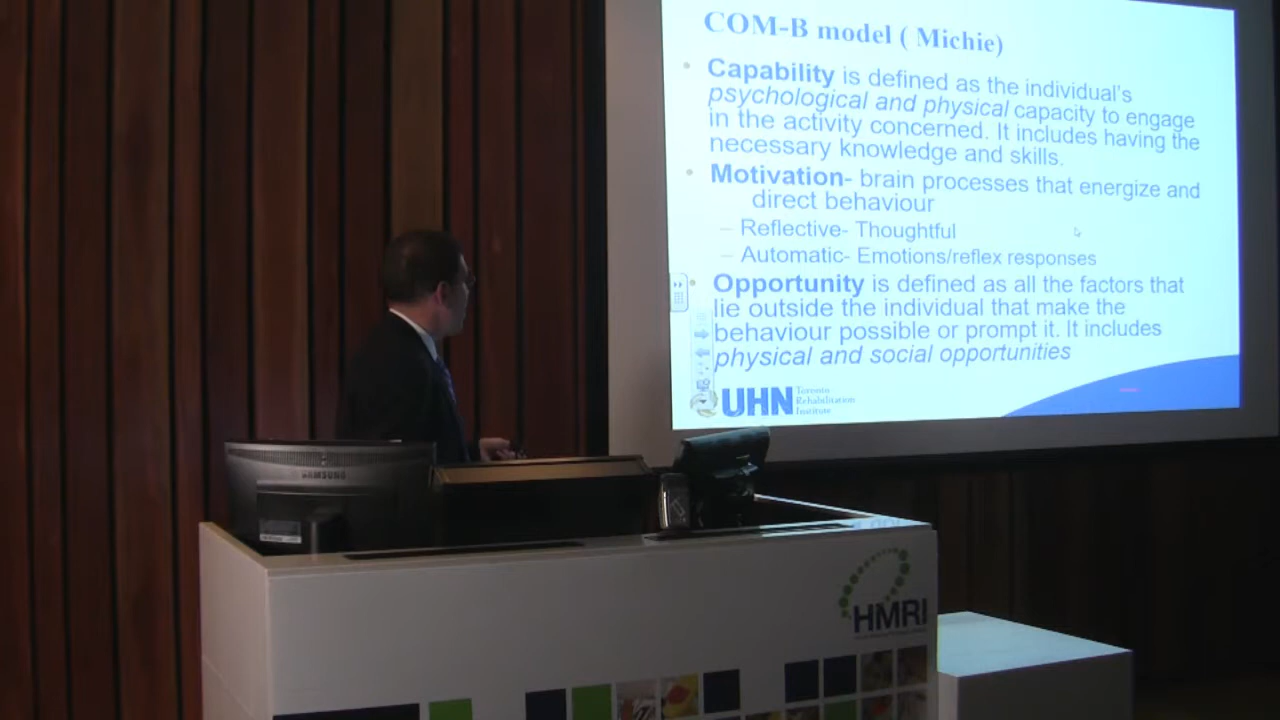 COM-B model ( Michie)
• Capability is defined as the individual's
psychological and physical capacity to engage
in the activity concerned. It includes having the
necessary knowledge and skills.
• Motivation- brain processes that energize and
direct behaviour
– Reflective- Thoughtful
– Automatic- Emotions/reflex responses
• Opportunity is defined as all the factors that
lie outside the individual that make the
behaviour possible or prompt it. It includes
physical and social opportunities
UHN Toronto
Rehabilitation
Institute
SAMSUNG
HMRI